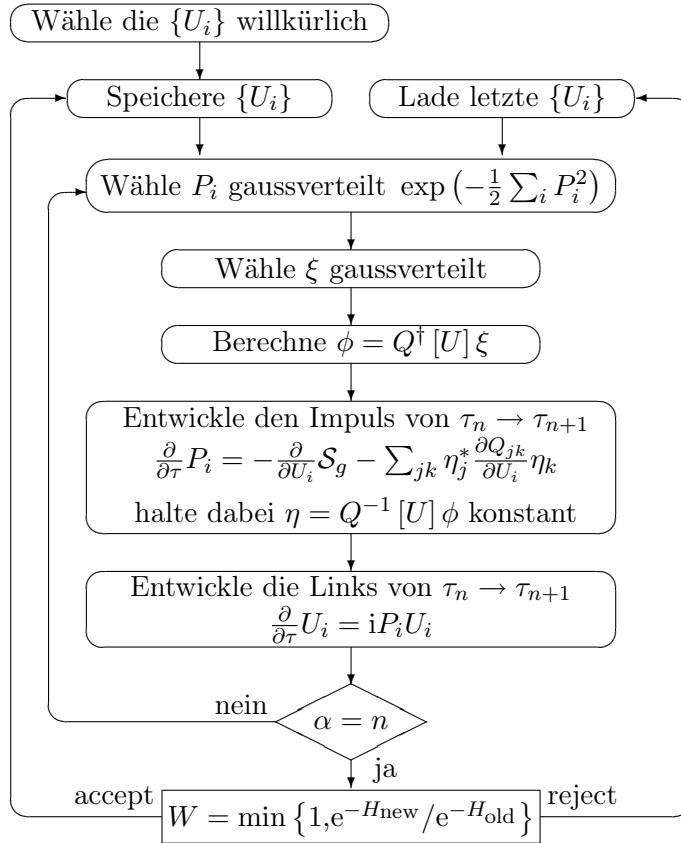 Wähle die {U_i} willkürlich
Speichere {U_i}
Lade letzte {U_i}
Wähle P_i gaussverteilt exp(−½ ∑_i P_i²)
Wähle ξ gaussverteilt
Berechne ϕ = Q† [U] ξ
Entwickle den Impuls von τ_n → τ_{n+1}
∂/∂τ P_i = −∂/∂U_i S_g − ∑_{jk} η_j^* ∂Q_{jk}/∂U_i η_k
halte dabei η = Q^{−1} [U] ϕ konstant
Entwickle die Links von τ_n → τ_{n+1}
∂/∂τ U_i = iP_iU_i
nein
α = n
ja
accept
W = min {1,e^{−H_new}/e^{−H_old}}
reject